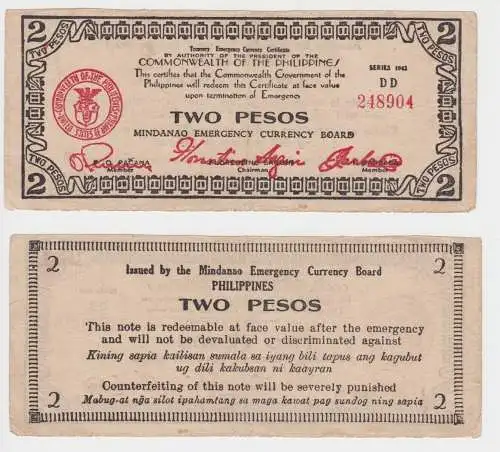 2 TWO PESOS TWO PESOS 2
Treasury Emergency Currency Certificate
BY AUTHORITY OF THE PRESIDENT OF THE
COMMONWEALTH OF THE PHILIPPINES
This certifies that the Commonwealth Government of the
Philippines will redeem this Certificate at face value
upon termination of Emergency
SERIES 1943
DD
248904
TWO PESOS
MINDANAO EMERGENCY CURRENCY BOARD
Member
Chairman
Member
2 TWO PESOS TWO PESOS 2
2 2
Issued by the Mindanao Emergency Currency Board
PHILIPPINES
TWO PESOS
This note is redeemable at face value after the emergency
and will not be devaluated or discriminated against
Kining sapia kailisan sumala sa iyang bili tapus ang kagubut
ug dili kakubsan ni kaayran
Counterfeiting of this note will be severely punished
Mabug-at nga silot ipahamtang sa maga kawat pag sundog ning sapia
2 2